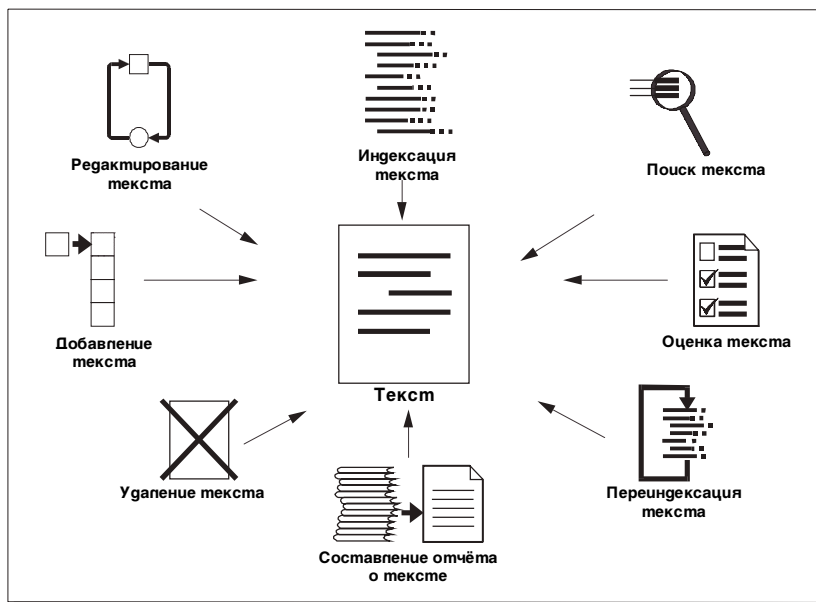 Редактирование
текста
Индексация
текста
Поиск текста
Добавление
текста
Оценка текста
Текст
Удаление текста
Переиндексация
текста
Составление отчёта
о тексте